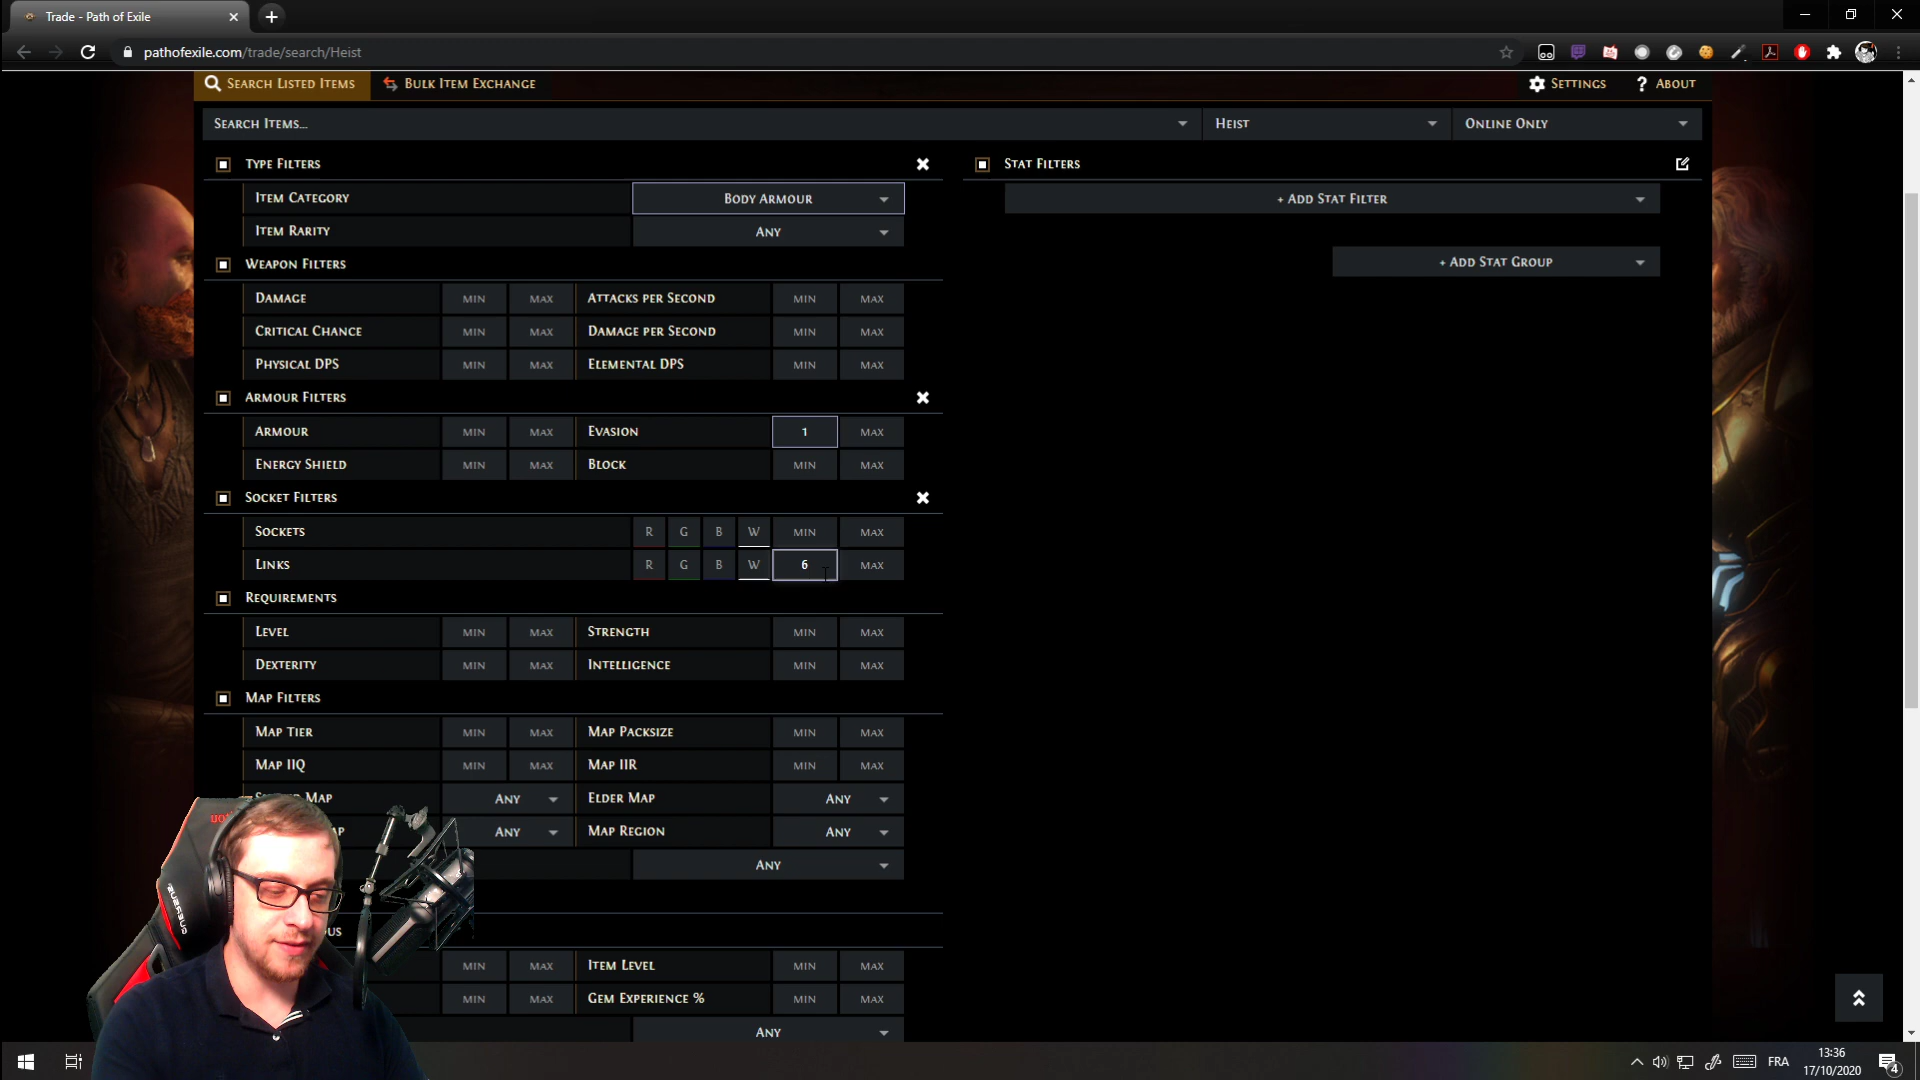 Trade - Path of Exile
pathofexile.com/trade/search/Heist
Search Listed Items
Bulk Item Exchange
Settings
? About
Search Items...
Heist
Online Only
Type Filters
Stat Filters
Item Category
Body Armour
+ Add Stat Filter
Item Rarity
Any
Weapon Filters
+ Add Stat Group
Damage MIN MAX Attacks per Second MIN MAX
Critical Chance MIN MAX Damage per Second MIN MAX
Physical DPS MIN MAX Elemental DPS MIN MAX
Armour Filters
Armour MIN MAX Evasion 1 MAX
Energy Shield MIN MAX Block MIN MAX
Socket Filters
Sockets R G B W MIN MAX
Links R G B W 6 MAX
Requirements
Level MIN MAX Strength MIN MAX
Dexterity MIN MAX Intelligence MIN MAX
Map Filters
Map Tier MIN MAX Map Packsize MIN MAX
Map IIQ MIN MAX Map IIR MIN MAX
Map Any Elder Map Any
Any Map Region Any
Any
MIN MAX Item Level MIN MAX
MIN MAX Gem Experience % MIN MAX
Any
FRA
13:36
17/10/2020
4